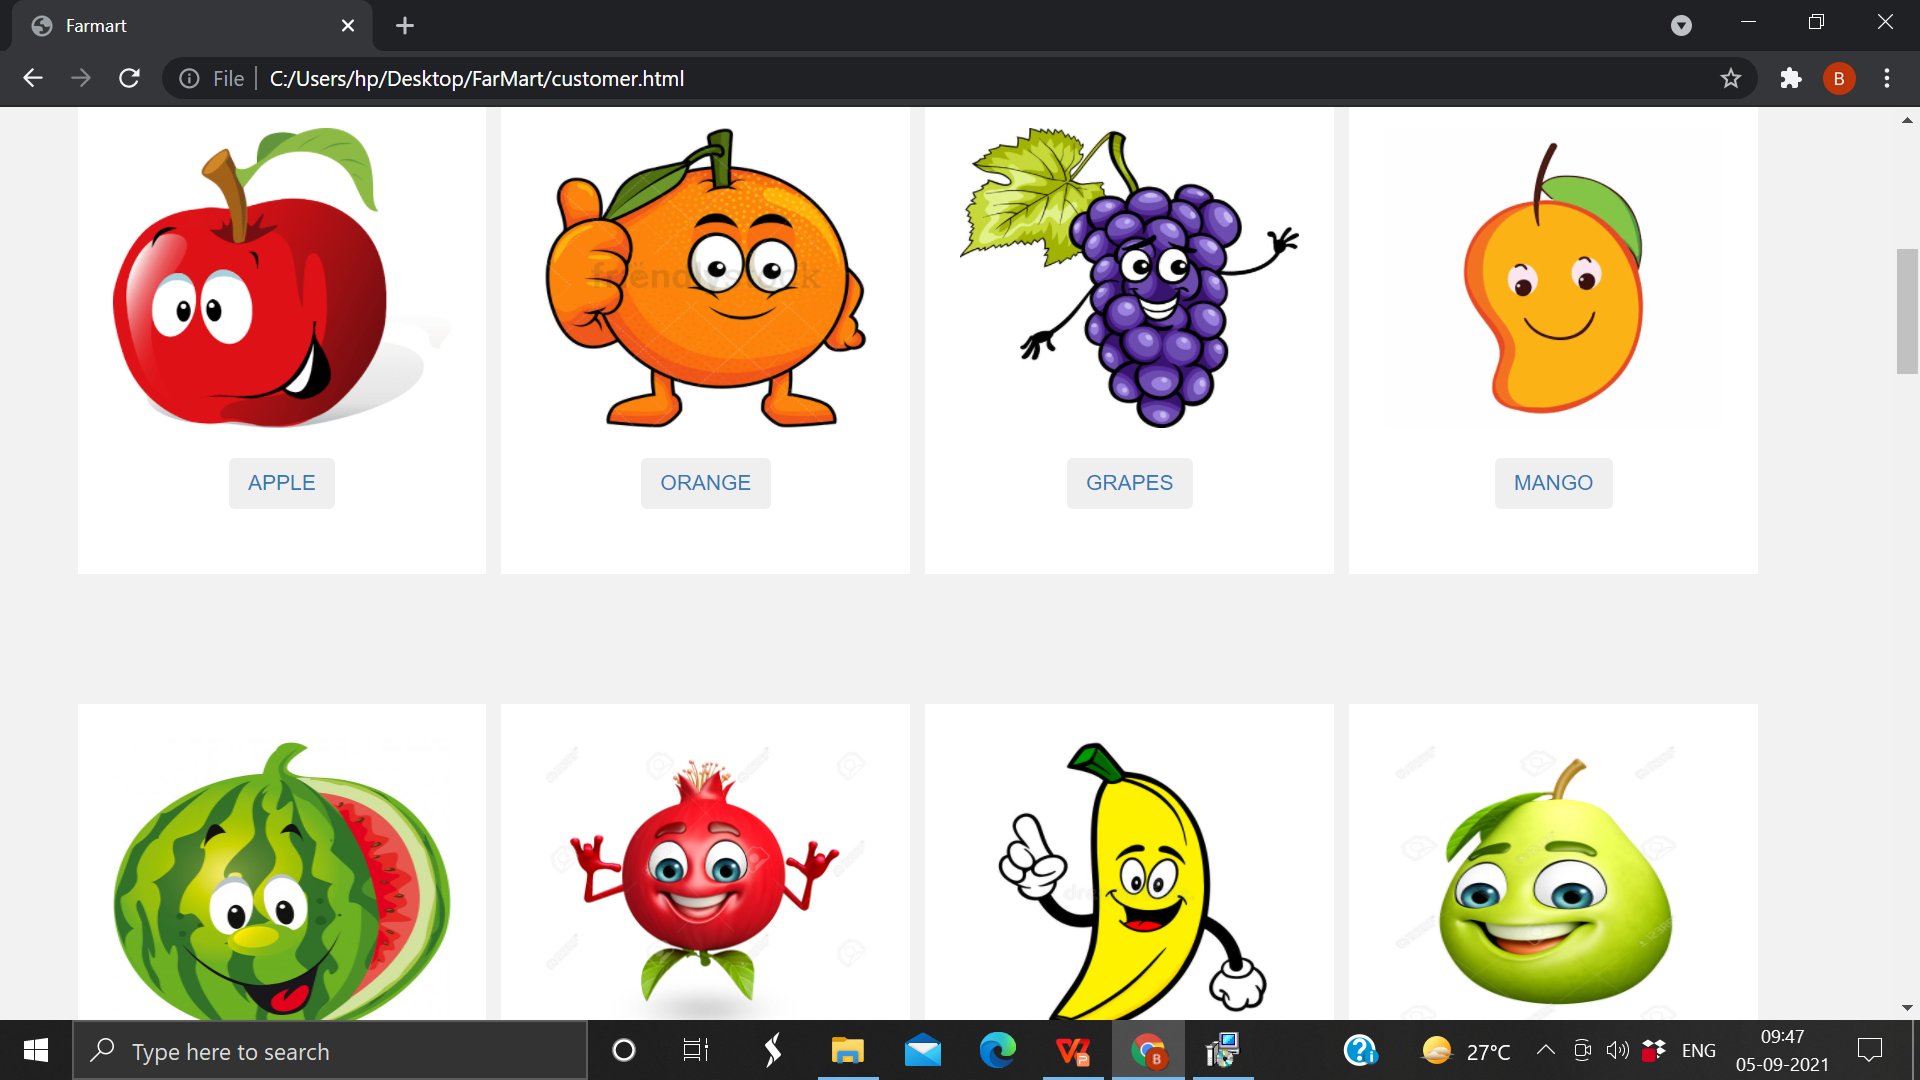 Farmart
File C:/Users/hp/Desktop/FarMart/customer.html
B
friendlystock
APPLE
ORANGE
GRAPES
MANGO
Type here to search
B
27°C
ENG
09:47
05-09-2021